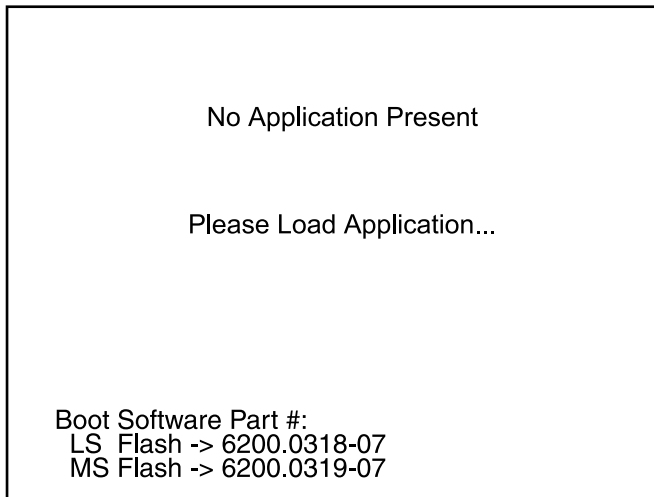 No Application Present
Please Load Application...
Boot Software Part #:
LS Flash -> 6200.0318-07
MS Flash -> 6200.0319-07